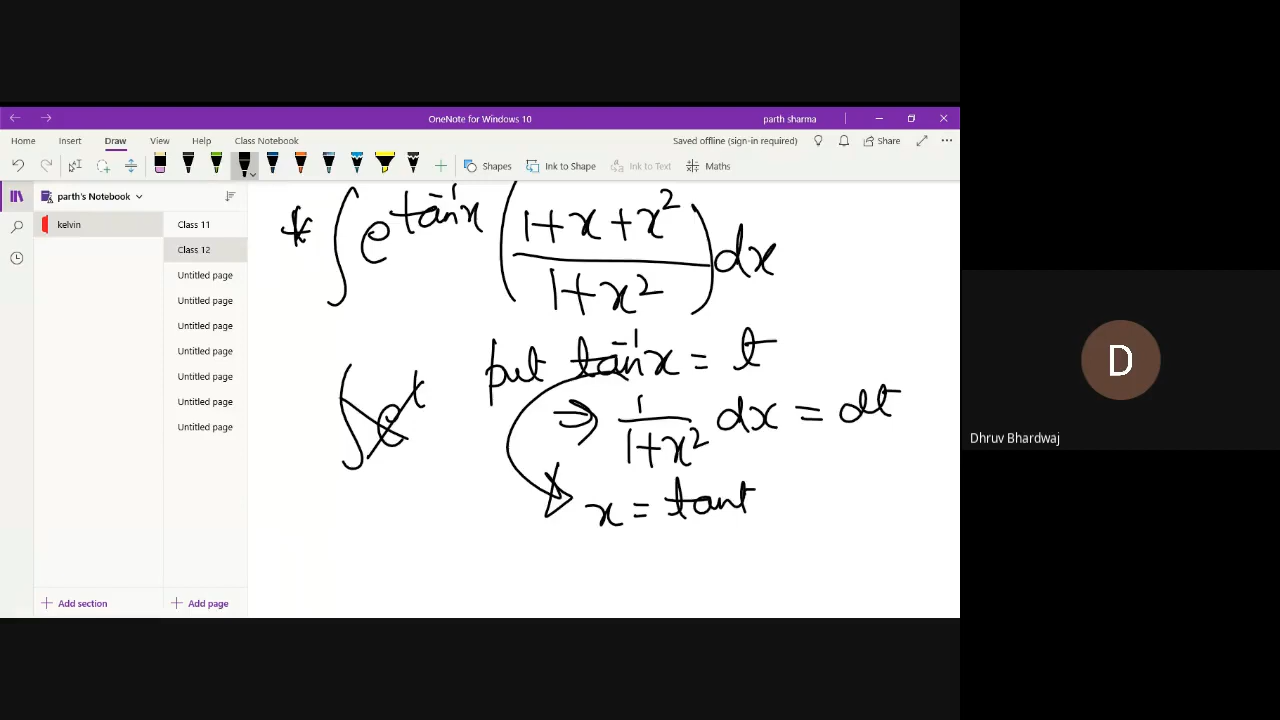 OneNote for Windows 10
parth sharma
Home Insert Draw View Help Class Notebook
Saved offline (sign-in required) Share
Shapes Ink to Shape Ink to Text Maths
parth's Notebook
kelvin
Class 11
Class 12
Untitled page
Untitled page
Untitled page
Untitled page
Untitled page
Untitled page
Untitled page
Add section
Add page
* ∫ e^(tan⁻¹x) ((1+x+x²)/(1+x²)) dx
put tan⁻¹x = t
∫e^t
⇒ 1/(1+x²) dx = dt
x = tant
D
Dhruv Bhardwaj